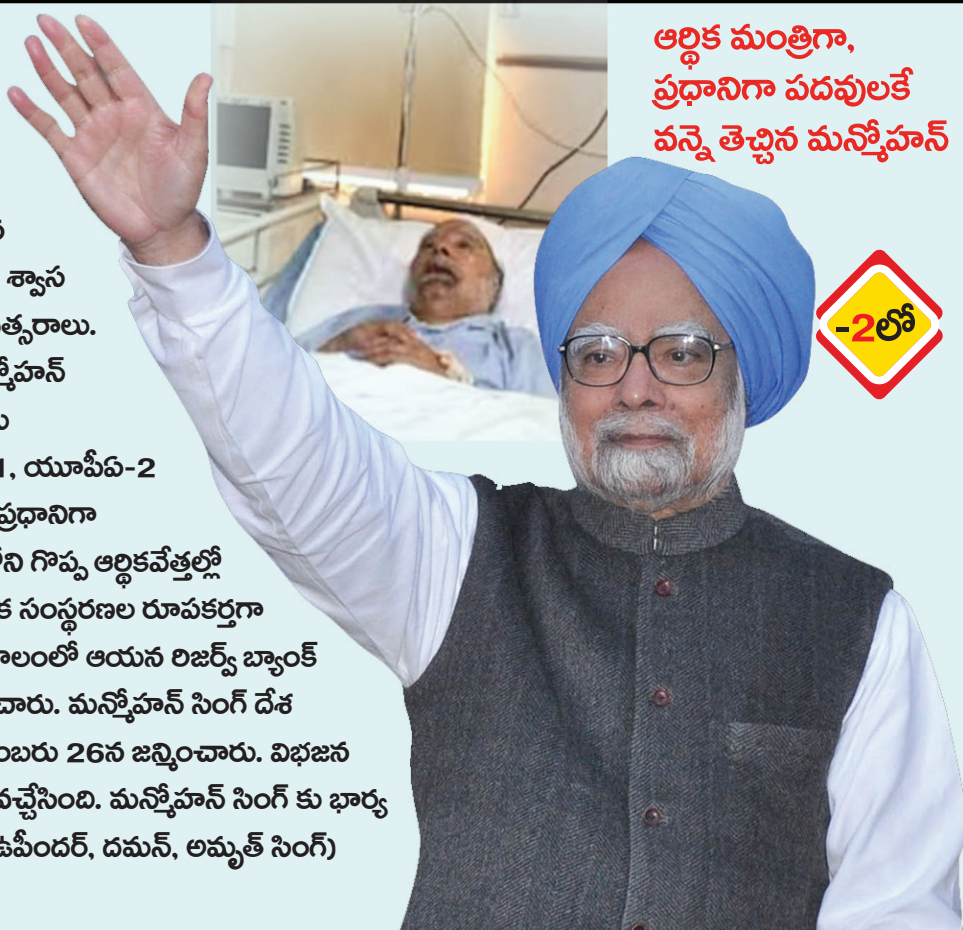 ఆర్థిక మంత్రిగా,
ప్రధానిగా పదవులకే
వన్నె తెచ్చిన మన్మోహన్
-2లో
శ్వాస
త్సరాలు.
మోహన్
, యూపీఏ-2
ప్రధానిగా
ని గొప్ప ఆర్థికవేత్తల్లో
క సంస్థరణల రూపకర్తగా
ాలంలో ఆయన రిజర్వ్ బ్యాంక్
చారు. మన్మోహన్ సింగ్ దేశ
ంబరు 26న జన్మించారు. విభజన
వచ్చేసింది. మన్మోహన్ సింగ్ కు భార్య
ఉపీందర్, దమన్, అమృత్ సింగ్)